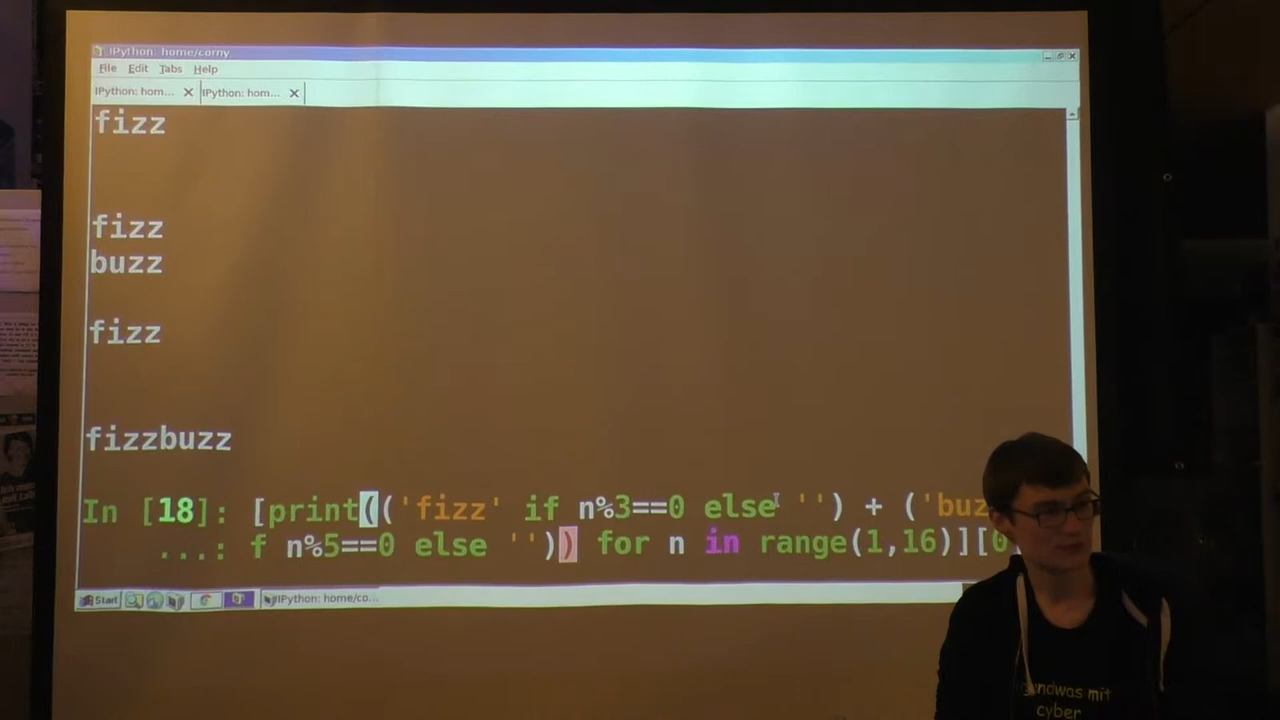 IPython: home/corny
File Edit Tabs Help
IPython: hom... IPython: hom...
fizz
fizz
buzz
fizz
fizzbuzz
In [18]: [print(('fizz' if n%3==0 else '') + ('buz
...: f n%5==0 else '')) for n in range(1,16)][0
Start IPython: home/co...
mit
cyber